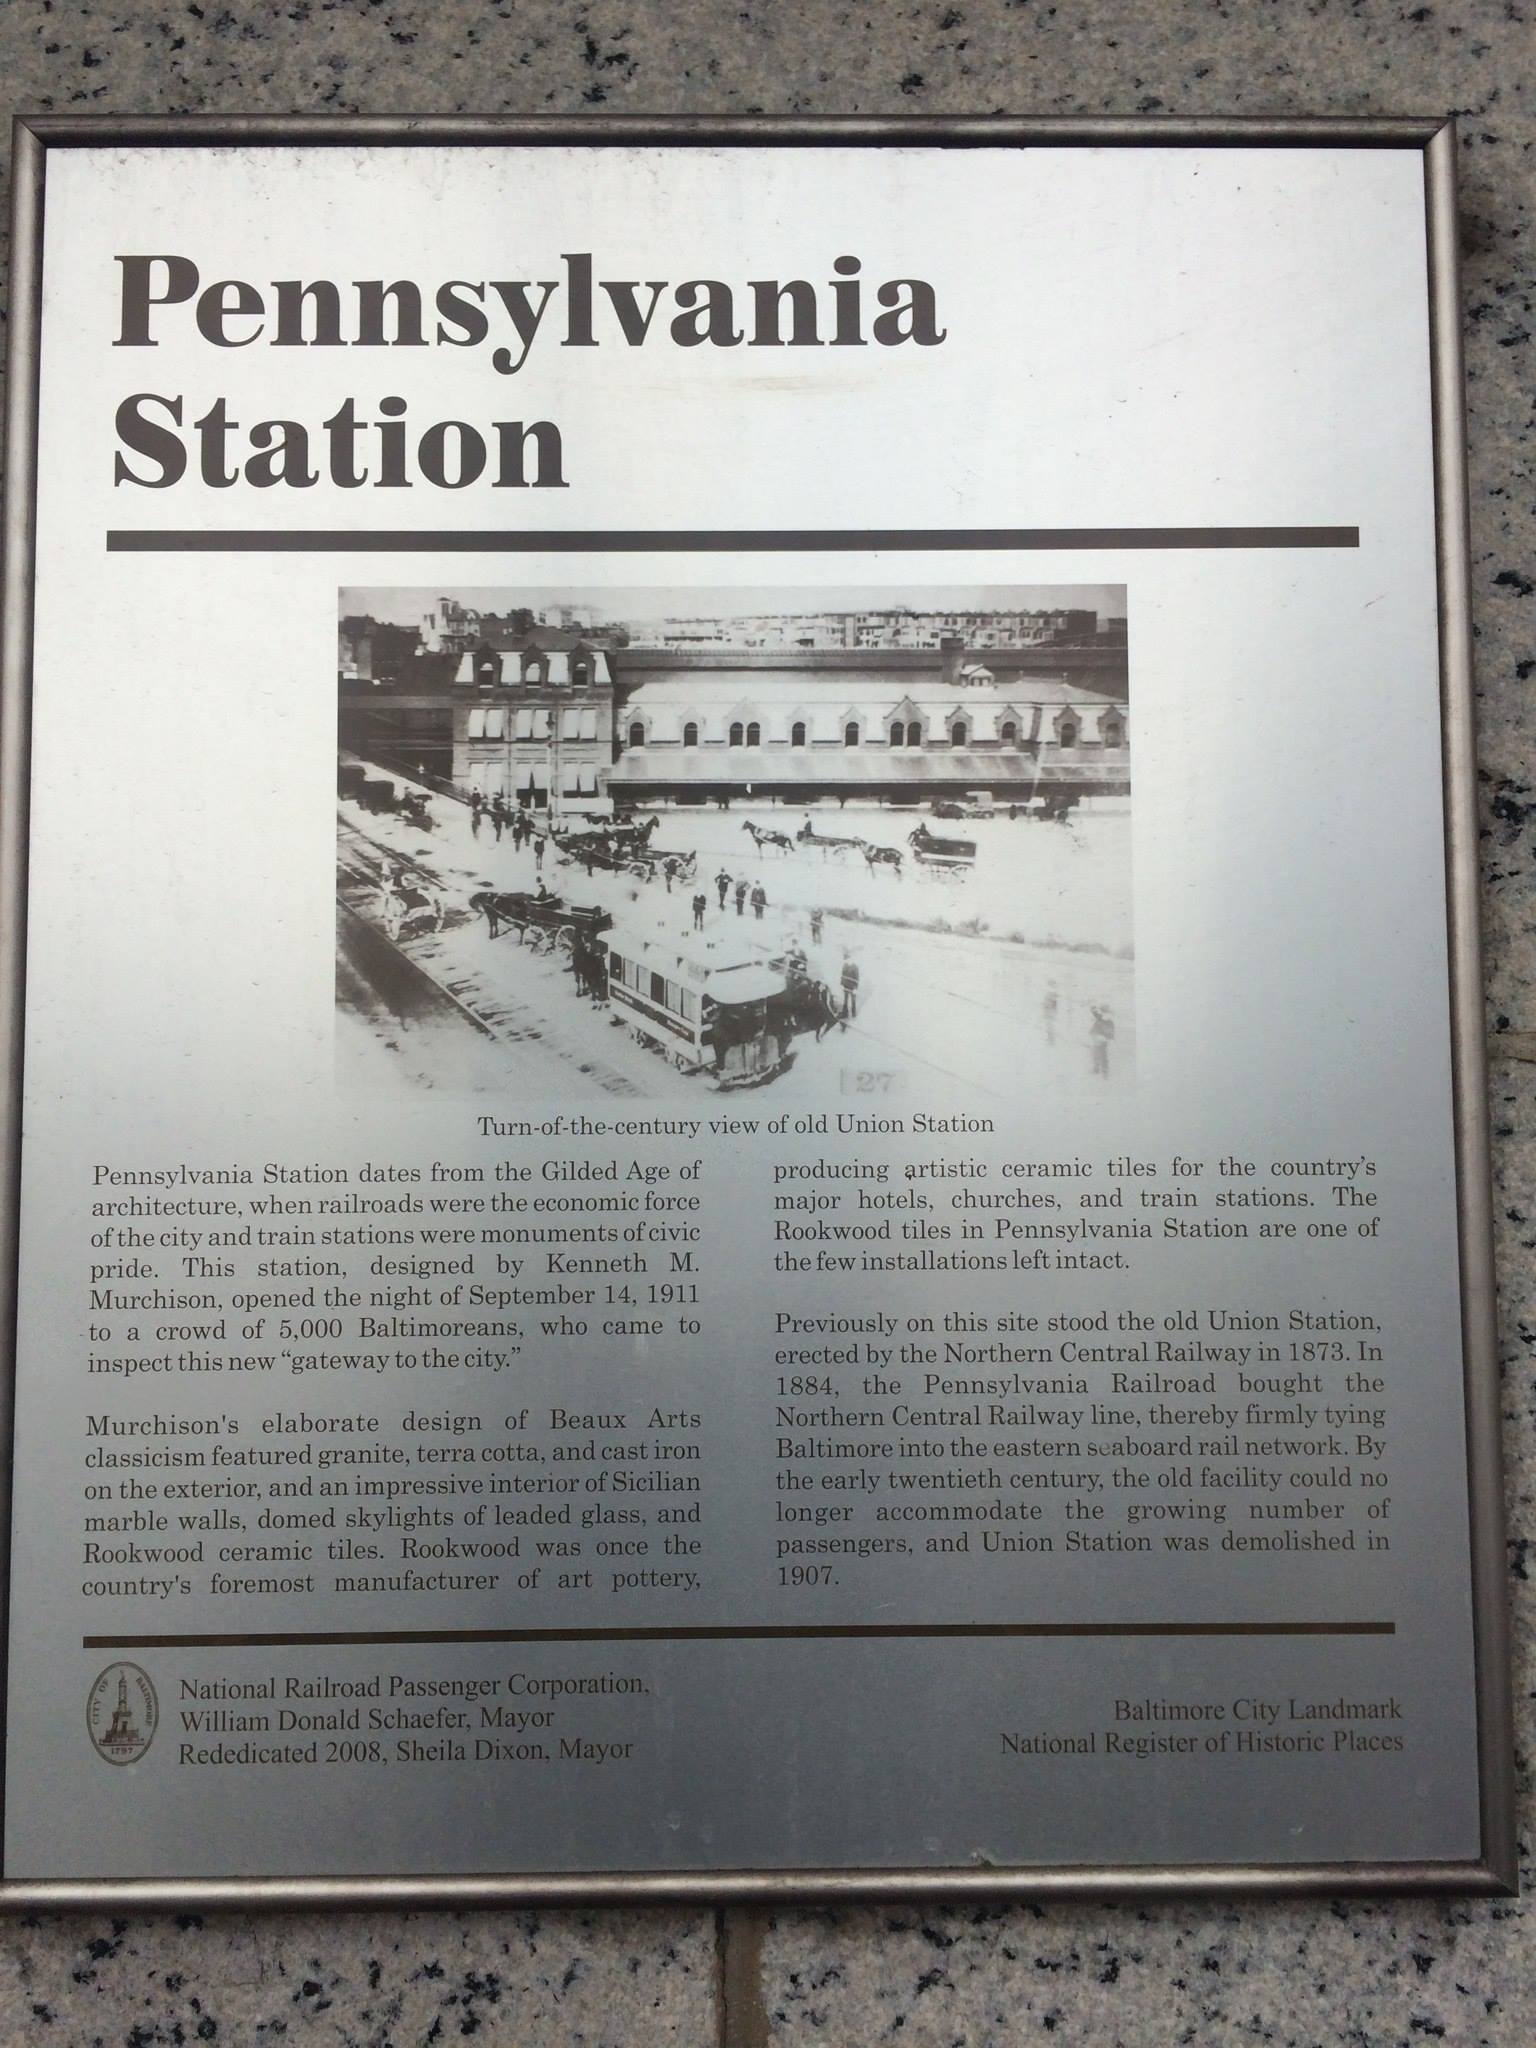 Pennsylvania
Station
27
Turn-of-the-century view of old Union Station
Pennsylvania Station dates from the Gilded Age of
architecture, when railroads were the economic force
of the city and train stations were monuments of civic
pride. This station, designed by Kenneth M.
Murchison, opened the night of September 14, 1911
to a crowd of 5,000 Baltimoreans, who came to
inspect this new “gateway to the city.”
Murchison's elaborate design of Beaux Arts
classicism featured granite, terra cotta, and cast iron
on the exterior, and an impressive interior of Sicilian
marble walls, domed skylights of leaded glass, and
Rookwood ceramic tiles. Rookwood was once the
country's foremost manufacturer of art pottery,
producing artistic ceramic tiles for the country's
major hotels, churches, and train stations. The
Rookwood tiles in Pennsylvania Station are one of
the few installations left intact.
Previously on this site stood the old Union Station,
erected by the Northern Central Railway in 1873. In
1884, the Pennsylvania Railroad bought the
Northern Central Railway line, thereby firmly tying
Baltimore into the eastern seaboard rail network. By
the early twentieth century, the old facility could no
longer accommodate the growing number of
passengers, and Union Station was demolished in
1907.
CITY OF BALTIMORE
1797
National Railroad Passenger Corporation,
William Donald Schaefer, Mayor
Rededicated 2008, Sheila Dixon, Mayor
Baltimore City Landmark
National Register of Historic Places